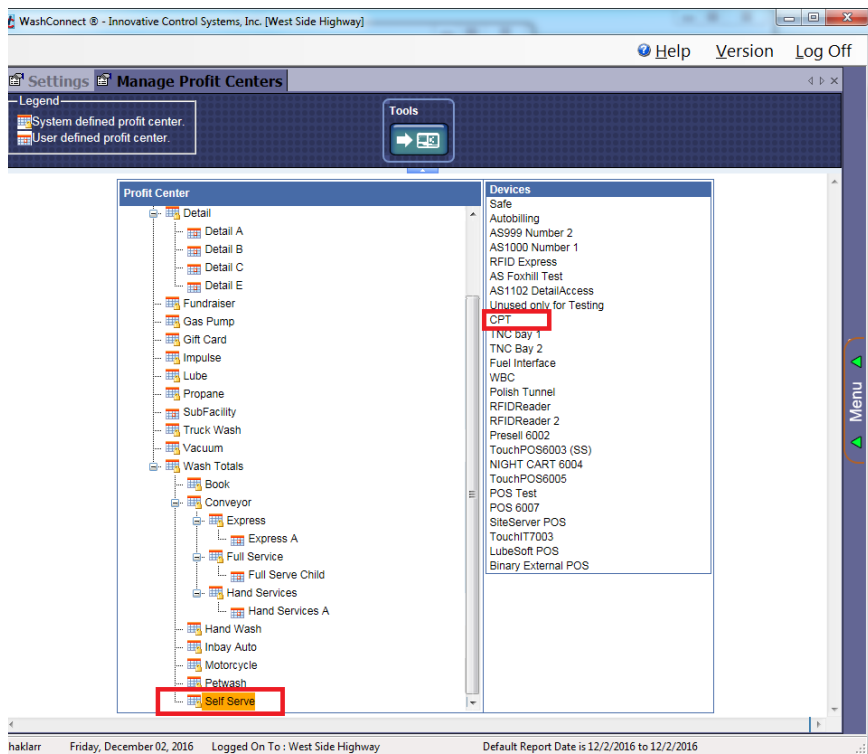 WashConnect ® - Innovative Control Systems, Inc. [West Side Highway]
Help Version Log Off
Settings Manage Profit Centers
Legend
System defined profit center.
User defined profit center.
Tools
Profit Center
Detail
Detail A
Detail B
Detail C
Detail E
Fundraiser
Gas Pump
Gift Card
Impulse
Lube
Propane
SubFacility
Truck Wash
Vacuum
Wash Totals
Book
Conveyor
Express
Express A
Full Service
Full Serve Child
Hand Services
Hand Services A
Hand Wash
Inbay Auto
Motorcycle
Petwash
Self Serve
Devices
Safe
Autobilling
AS999 Number 2
AS1000 Number 1
RFID Express
AS Foxhill Test
AS1102 DetailAccess
Unused only for Testing
CPT
TNC bay 1
TNC Bay 2
Fuel Interface
WBC
Polish Tunnel
RFIDReader
RFIDReader 2
Presell 6002
TouchPOS6003 (SS)
NIGHT CART 6004
TouchPOS6005
POS Test
POS 6007
SiteServer POS
TouchIT7003
LubeSoft POS
Binary External POS
Menu
haklarr Friday, December 02, 2016 Logged On To : West Side Highway Default Report Date is 12/2/2016 to 12/2/2016